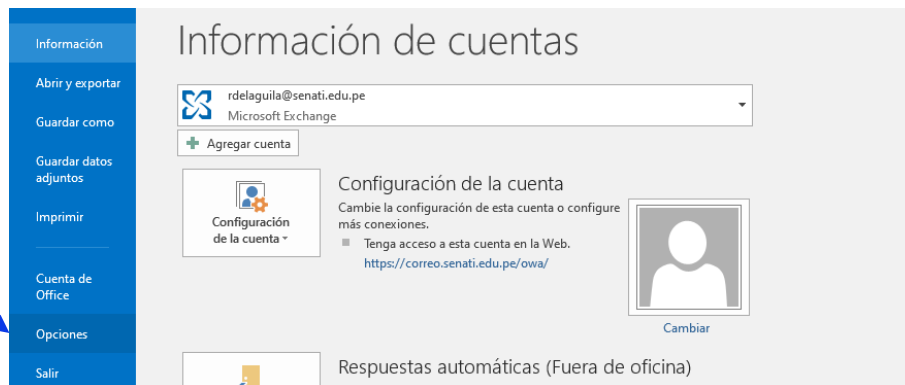 Información
Abrir y exportar
Guardar como
Guardar datos
adjuntos
Imprimir
Cuenta de
Office
Opciones
Salir
Información de cuentas
rdelaguila@senati.edu.pe
Microsoft Exchange
Agregar cuenta
Configuración
de la cuenta
Configuración de la cuenta
Cambie la configuración de esta cuenta o configure
más conexiones.
Tenga acceso a esta cuenta en la Web.
https://correo.senati.edu.pe/owa/
Cambiar
Respuestas automáticas (Fuera de oficina)